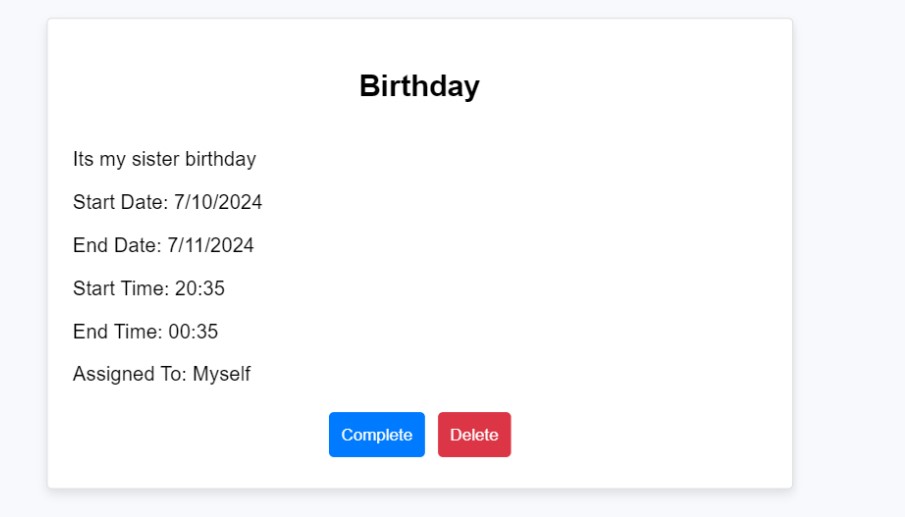 Birthday
Its my sister birthday
Start Date: 7/10/2024
End Date: 7/11/2024
Start Time: 20:35
End Time: 00:35
Assigned To: Myself
Complete Delete